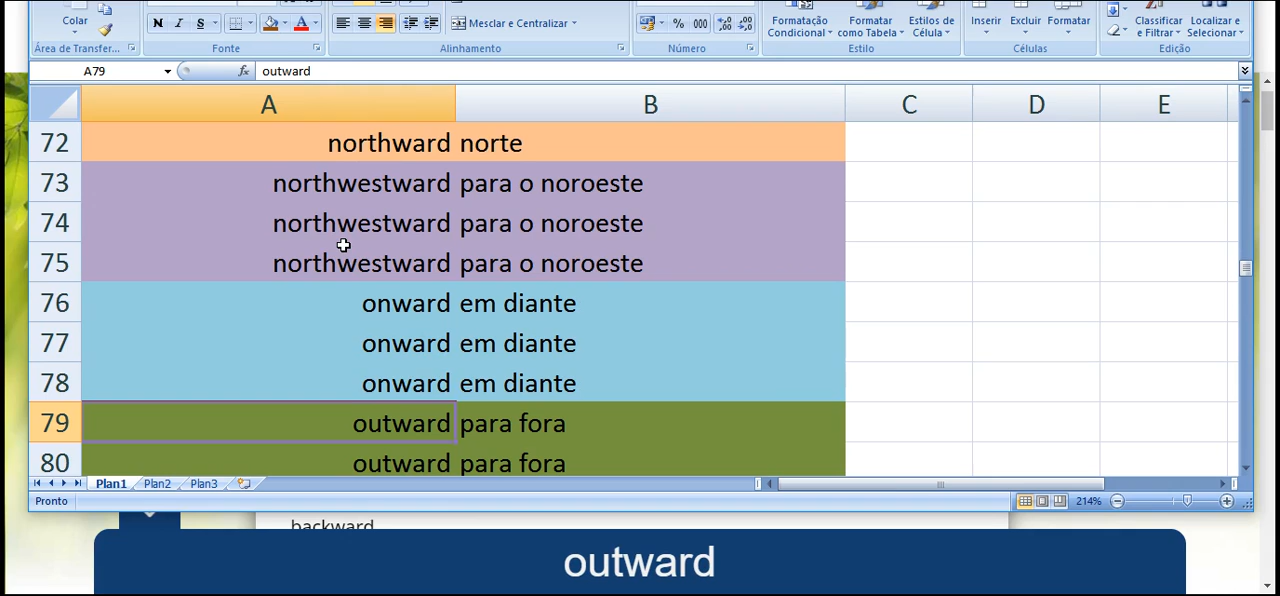 Colar
N I S A
Mesclar e Centralizar
% 000
Formatação Condicional
Formatar como Tabela
Estilos de Célula
Inserir
Excluir
Formatar
Classificar e Filtrar
Localizar e Selecionar
Área de Transfer...
Fonte
Alinhamento
Número
Estilo
Células
Edição
A79 fx outward
A B C D E
72 northward norte
73 northwestward para o noroeste
74 northwestward para o noroeste
75 northwestward para o noroeste
76 onward em diante
77 onward em diante
78 onward em diante
79 outward para fora
80 outward para fora
Plan1 Plan2 Plan3
Pronto 214%
backward
outward